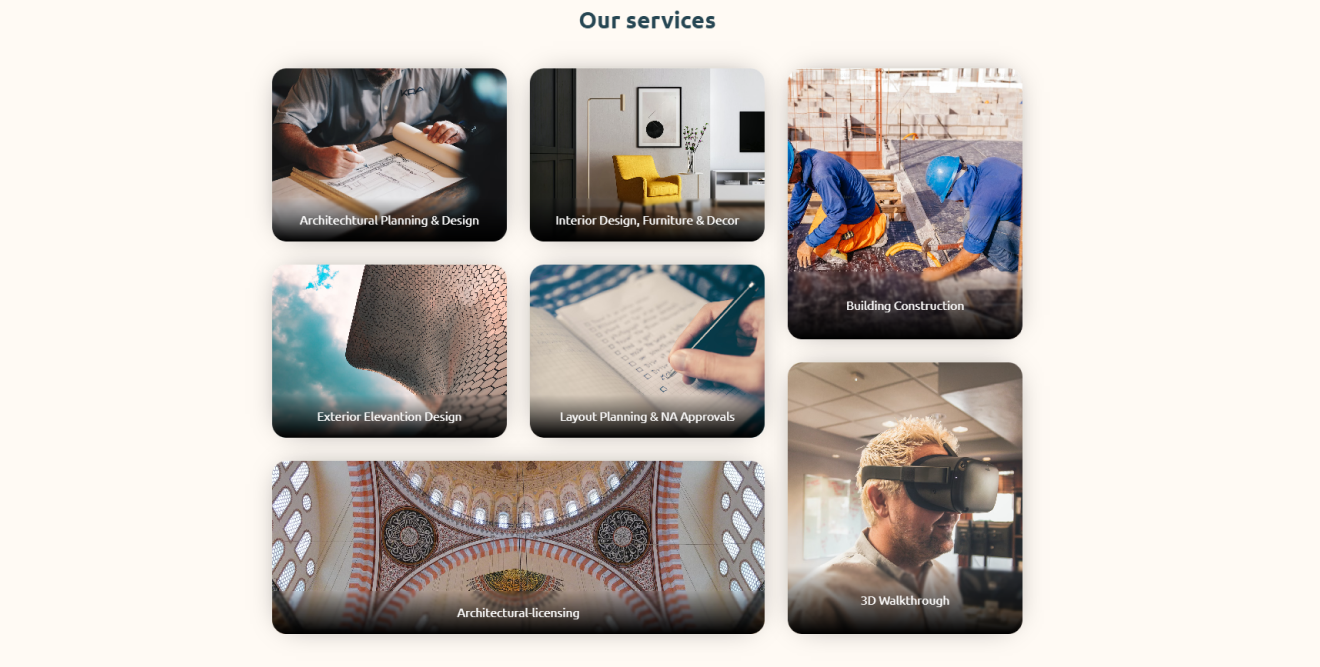 Our services
Architechtural Planning & Design
Interior Design, Furniture & Decor
Building Construction
Exterior Elevantion Design
Layout Planning & NA Approvals
Architectural-licensing
3D Walkthrough